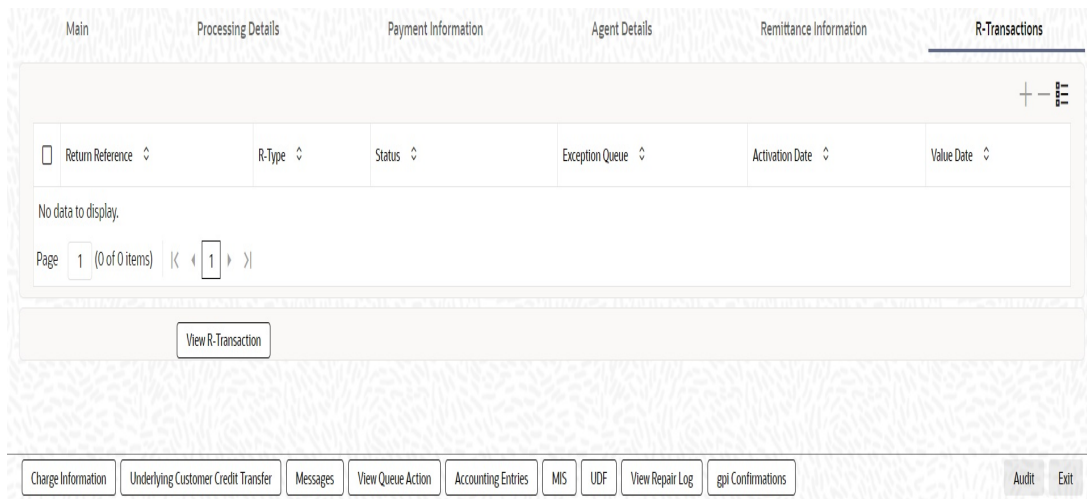 Main Processing Details Payment Information Agent Details Remittance Information R-Transactions
Return Reference R-Type Status Exception Queue Activation Date Value Date
No data to display.
Page 1 (0 of 0 items) 1
View R-Transaction
Charge Information Underlying Customer Credit Transfer Messages View Queue Action Accounting Entries MIS UDF View Repair Log gpi Confirmations Audit Exit